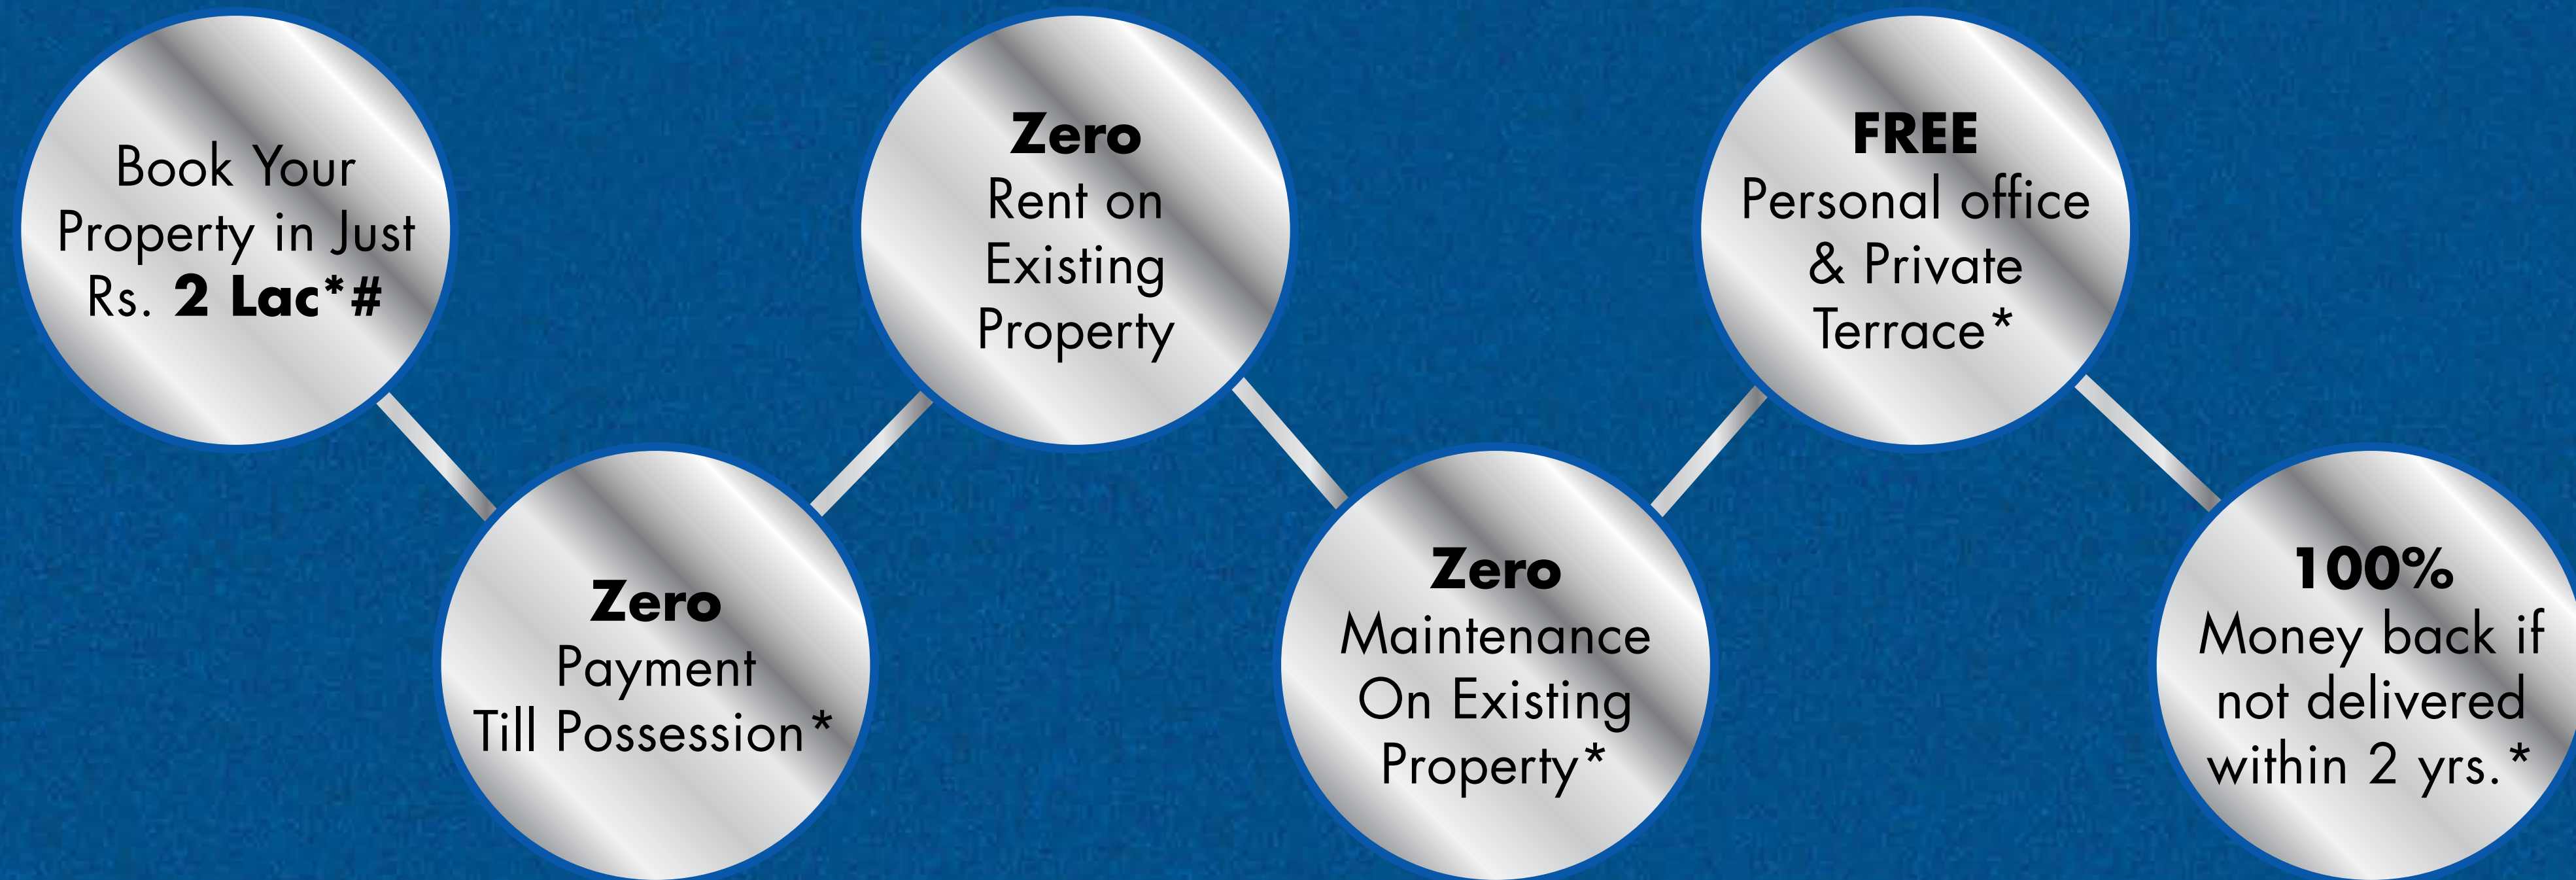 Book Your
Property in Just
Rs. 2 Lac*#
Zero
Payment
Till Possession*
Zero
Rent on
Existing
Property
Zero
Maintenance
On Existing
Property*
FREE
Personal office
& Private
Terrace*
100%
Money back if
not delivered
within 2 yrs.*